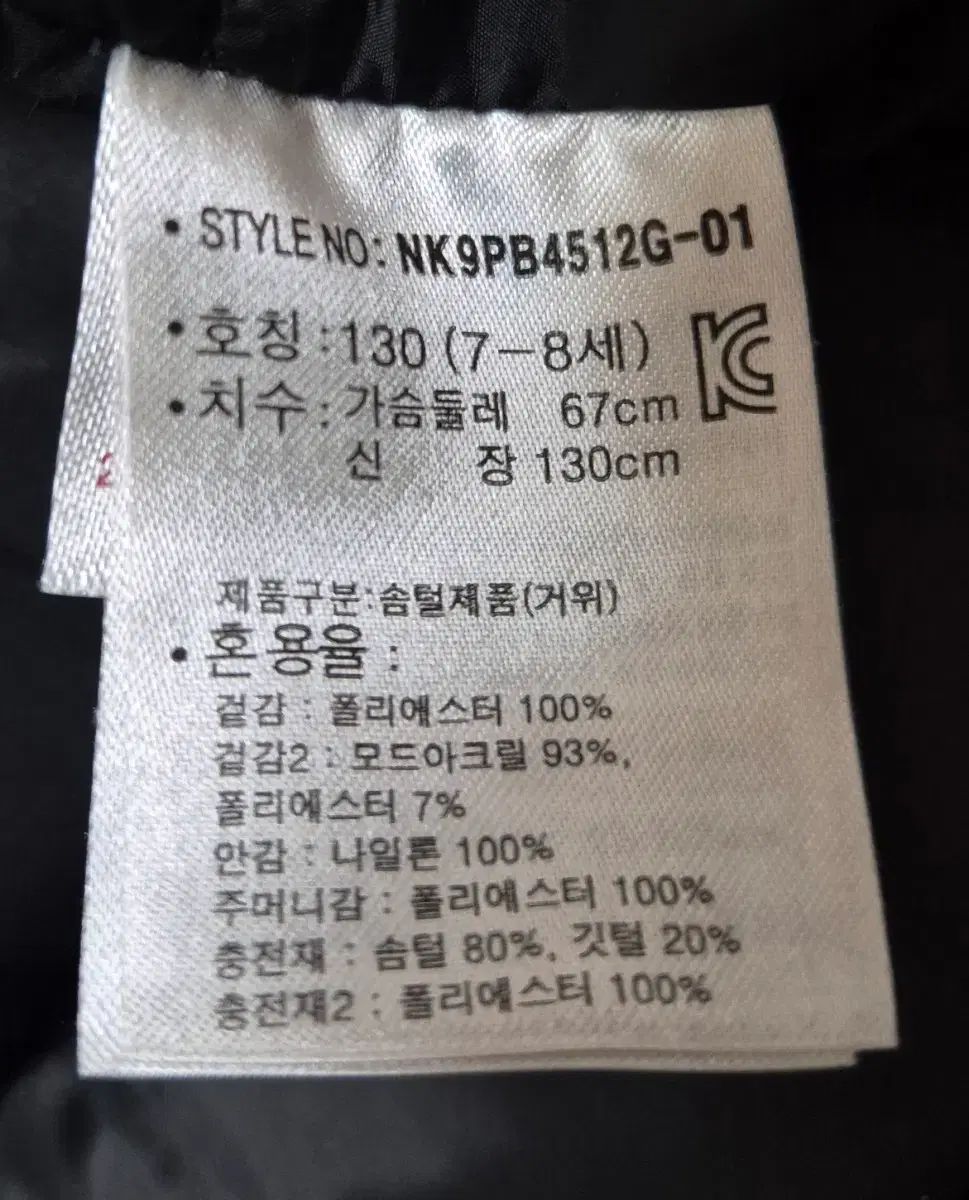 • STYLE NO: NK9PB4512G-01
• 호칭 : 130 (7-8세)
• 치수 : 가슴둘레 67cm
신 장 130cm
제품구분:솜털제품(거위)
• 혼용율 :
겉감 : 폴리에스터 100%
겉감2 : 모드아크릴 93%,
폴리에스터 7%
안감 : 나일론 100%
주머니감 : 폴리에스터 100%
충전재 : 솜털 80%, 깃털 20%
충전재2 : 폴리에스터 100%